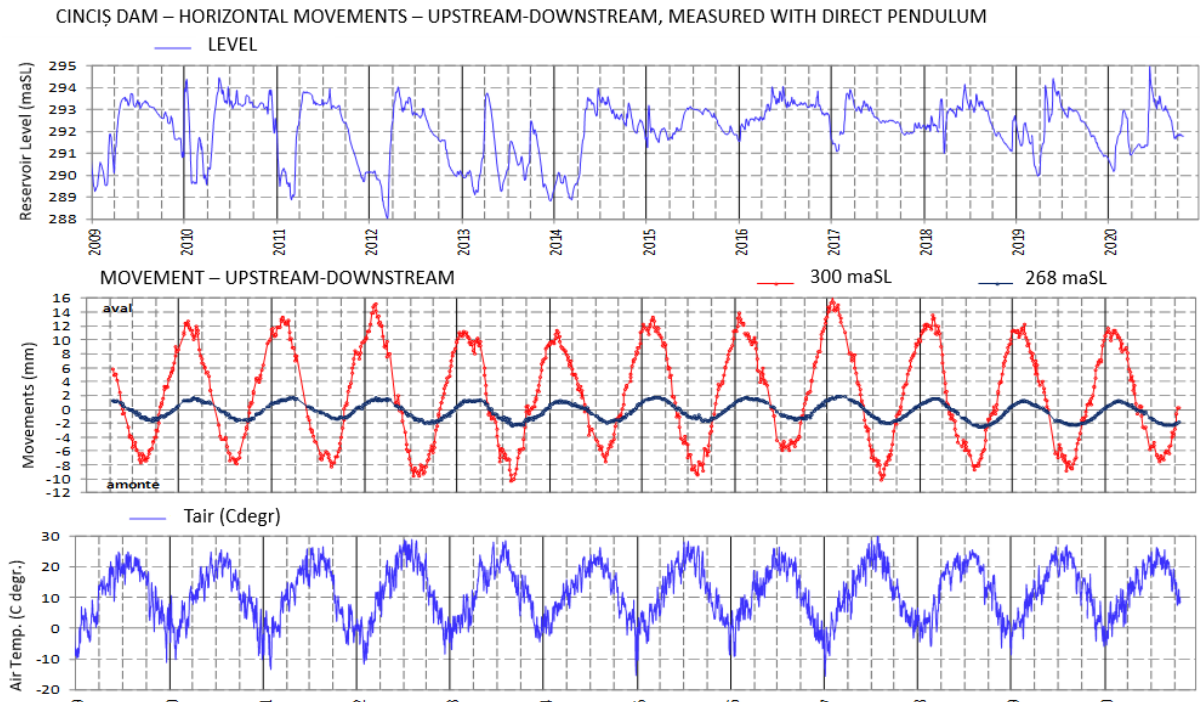 CINCIȘ DAM – HORIZONTAL MOVEMENTS – UPSTREAM-DOWNSTREAM, MEASURED WITH DIRECT PENDULUM
LEVEL
Reservoir Level (maSL)
295
294
293
292
291
290
289
288
2009 2010 2011 2012 2013 2014 2015 2016 2017 2018 2019 2020
MOVEMENT – UPSTREAM-DOWNSTREAM 300 maSL 268 maSL
Movements (mm)
16
14
12
10
8
6
4
2
0
-2
-4
-6
-8
-10
-12
aval
amonte
Tair (Cdegr)
Air Temp. (C degr.)
30
20
10
0
-10
-20